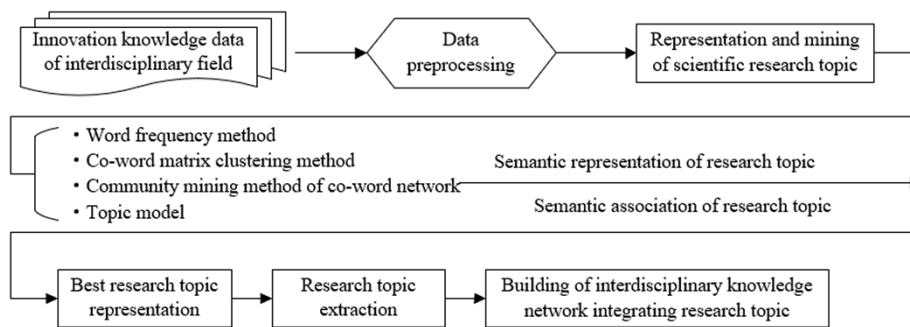 Innovation knowledge data
of interdisciplinary field
Data
preprocessing
Representation and mining
of scientific research topic
• Word frequency method
• Co-word matrix clustering method
• Community mining method of co-word network
• Topic model
Semantic representation of research topic
Semantic association of research topic
Best research topic
representation
Research topic
extraction
Building of interdisciplinary knowledge
network integrating research topic